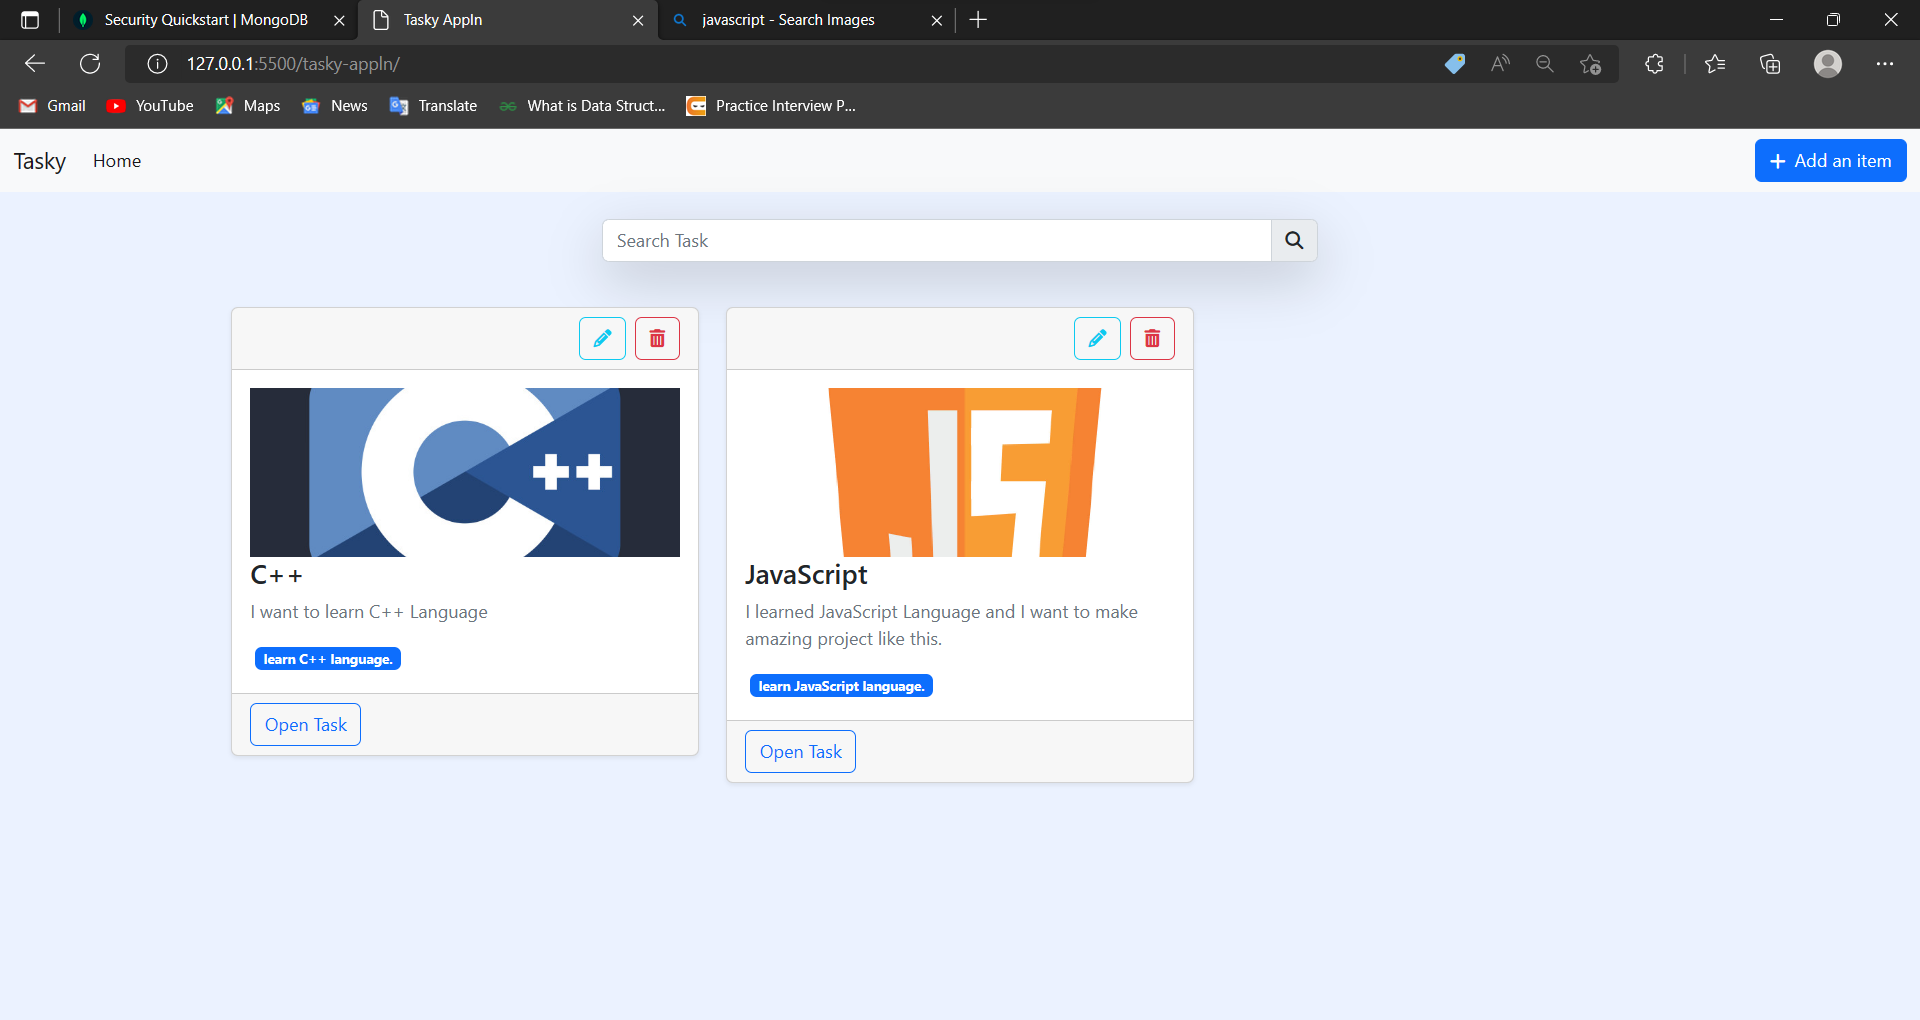 Security Quickstart | MongoDB
Tasky Appln
javascript - Search Images
127.0.0.1:5500/tasky-appln/
Gmail
YouTube
Maps
News
Translate
What is Data Struct...
Practice Interview P...
Tasky
Home
Add an item
Search Task
C++
C++
I want to learn C++ Language
learn C++ language.
Open Task
JS
JavaScript
I learned JavaScript Language and I want to make
amazing project like this.
learn JavaScript language.
Open Task